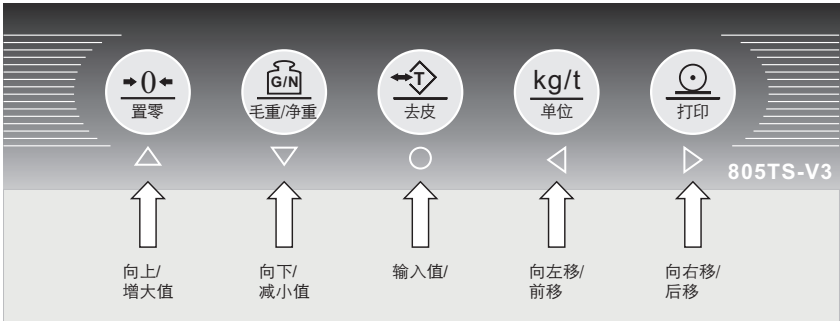 →0←
置零
G/N
毛重/净重
T
去皮
kg/t
单位
打印
805TS-V3
向上/
增大值
向下/
减小值
输入值/
向左移/
前移
向右移/
后移